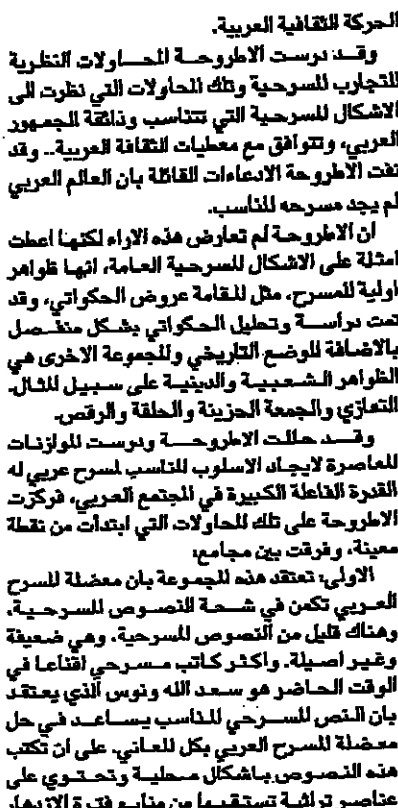 الحركة الثقافية العربية.
وقد درست الاطروحة المحاولات النظرية
للتجارب المسرحية وتلك المحاولات التي نظرت الى
الاشكال المسرحية التي تتناسب وذائقة الجمهور
العربي، وتتوافق مع معطيات الثقافة العربية.. وقد
نفت الاطروحة الادعاءات القائلة بان العالم العربي
لم يجد مسرحه المناسب.
ان الاطروحة لم تعارض هذه الاراء لكنها اعطت
امثلة على الاشكال المسرحية العامة، انها ظواهر
اولية للمسرح، مثل المقامة عروض الحكواتي، وقد
تمت دراسة وتحليل الحكواتي بشكل منفصل
بالاضافة للوضع التاريخي والمجموعة الاخرى هي
الظواهر الشعبية والدينية على سبيل المثال.
التعازي والجمعة الحزينة والحلقة والرقص.
وقد حللت الاطروحة ودرست الموازنات
المعاصرة لايجاد الاسلوب المناسب لمسرح عربي له
القدرة الفاعلة الكبيرة في المجتمع العربي، فركزت
الاطروحة على تلك المحاولات التي ابتدأت من نقطة
معينة، وفرقت بين مجامع:
الاولى: تعتقد هذه المجموعة بان معضلة المسرح
العربي تكمن في شحة النصوص المسرحية،
وهناك قليل من النصوص المسرحية، وهي ضعيفة
وغير اصيلة. واكثر كاتب مسرحي اقناعا في
الوقت الحاضر هو سعد الله ونوس الذي يعتقد
بان النص المسرحي المناسب يساعد في حل
معضلة المسرح العربي بكل المعاني. على ان تكتب
هذه النصوص باشكال محلية وتحتوي على
عناصر تراثية تستقيها من منابع فترة الازدهار